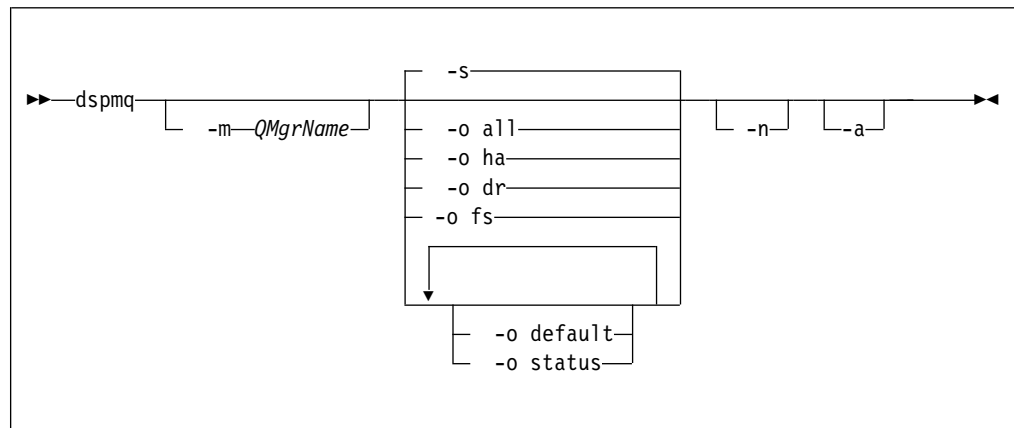 -s
dspmq
-m QMgrName
-o all
-n
-a
-o ha
-o dr
-o fs
-o default
-o status